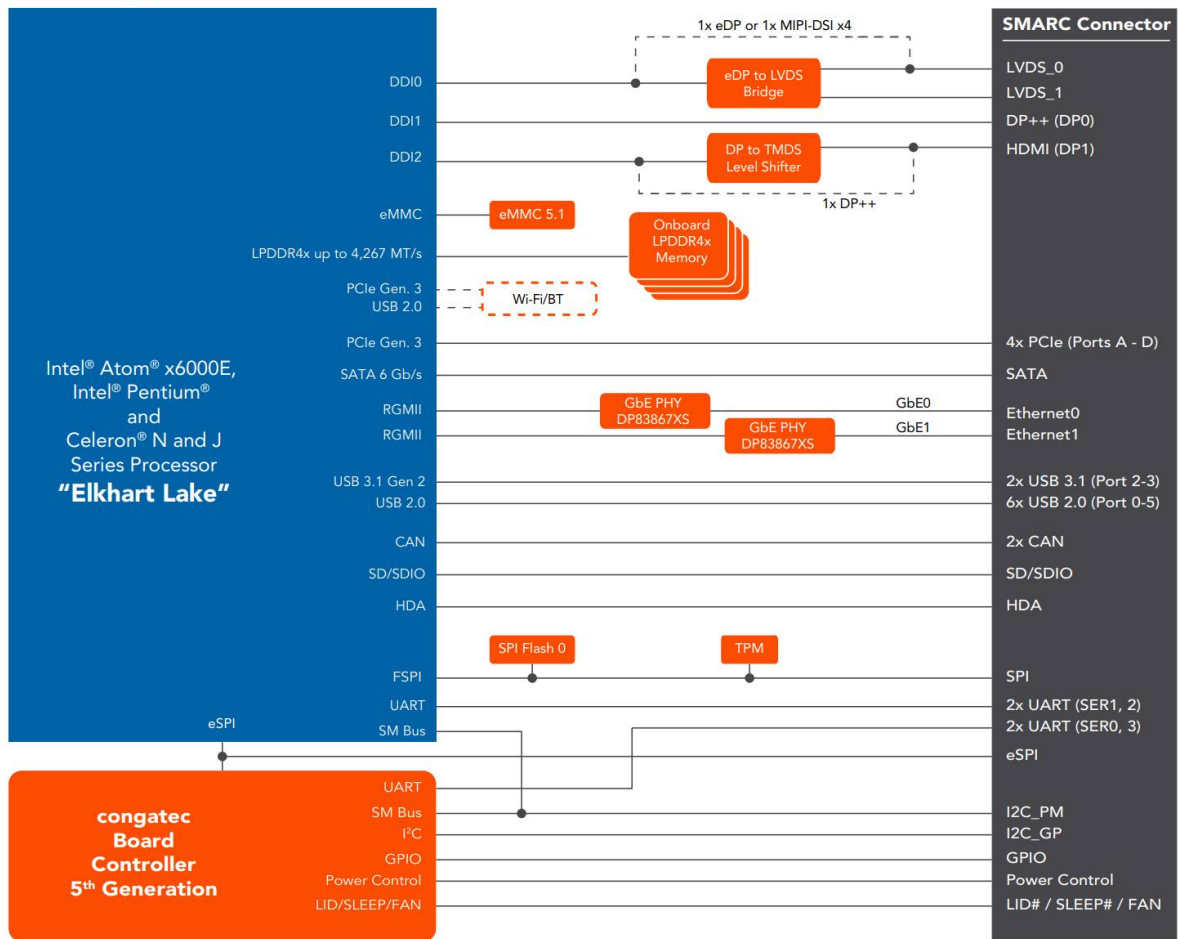 1x eDP or 1x MIPI-DSI x4
SMARC Connector
DDI0
eDP to LVDS
Bridge
LVDS_0
LVDS_1
DDI1
DP++ (DP0)
DDI2
DP to TMDS
Level Shifter
HDMI (DP1)
1x DP++
eMMC
eMMC 5.1
LPDDR4x up to 4,267 MT/s
Onboard
LPDDR4x
Memory
PCIe Gen. 3
USB 2.0
Wi-Fi/BT
PCIe Gen. 3
4x PCIe (Ports A - D)
SATA 6 Gb/s
SATA
Intel® Atom® x6000E,
Intel® Pentium®
and
Celeron® N and J
Series Processor
"Elkhart Lake"
RGMII
GbE PHY
DP83867XS
GbE0
Ethernet0
RGMII
GbE PHY
DP83867XS
GbE1
Ethernet1
USB 3.1 Gen 2
2x USB 3.1 (Port 2-3)
USB 2.0
6x USB 2.0 (Port 0-5)
CAN
2x CAN
SD/SDIO
SD/SDIO
HDA
HDA
SPI Flash 0
TPM
FSPI
SPI
UART
2x UART (SER1, 2)
eSPI
SM Bus
2x UART (SER0, 3)
eSPI
congatec
Board
Controller
5th Generation
UART
SM Bus
I2C_PM
I²C
I2C_GP
GPIO
GPIO
Power Control
Power Control
LID/SLEEP/FAN
LID# / SLEEP# / FAN